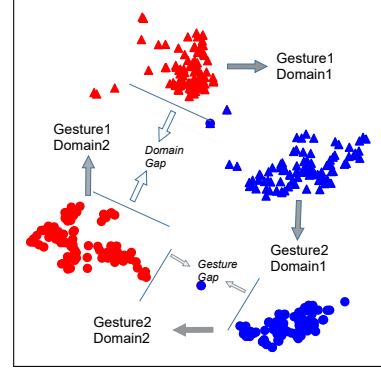 Gesture1
Domain1
Gesture1
Domain2
Domain
Gap
Gesture2
Domain1
Gesture
Gap
Gesture2
Domain2